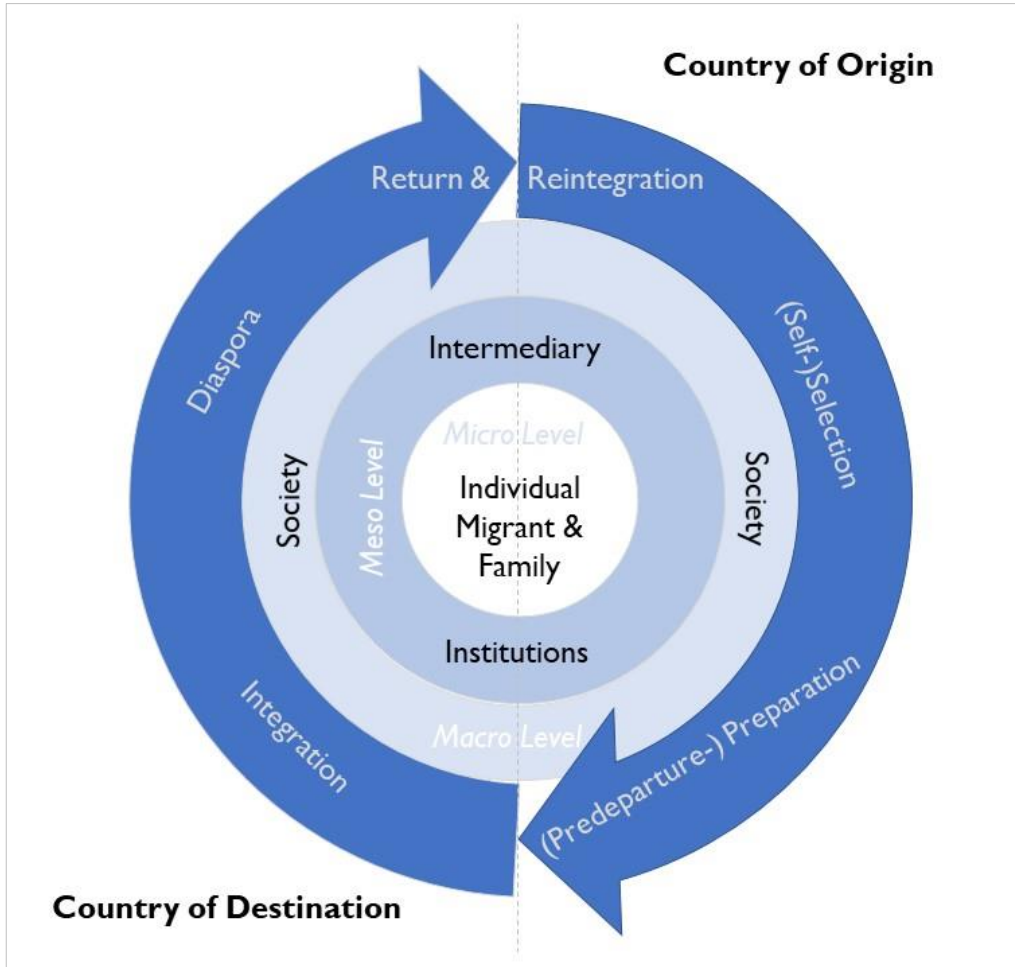 Country of Origin
Return & Reintegration
Diaspora
(Self-)Selection
Intermediary
Micro Level
Individual
Migrant &
Family
Meso Level
Society
Society
Institutions
Macro Level
Integration
(Predeparture-) Preparation
Country of Destination